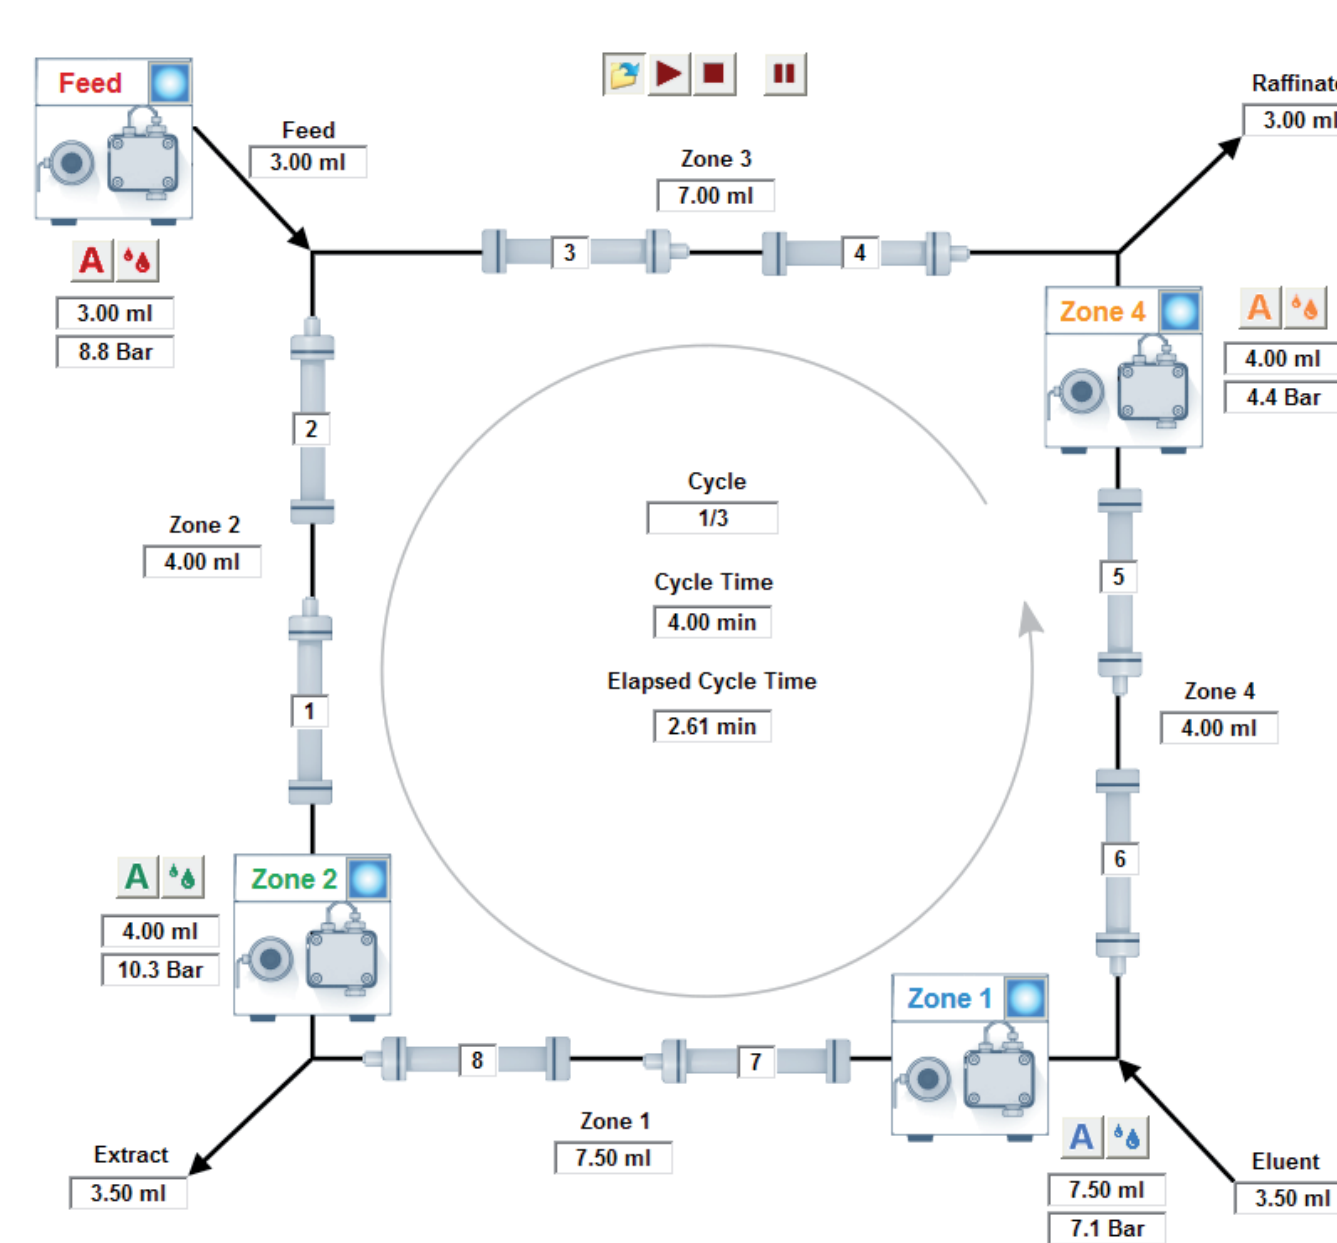 Feed
Feed
3.00 ml
A
3.00 ml
8.8 Bar
Zone 3
7.00 ml
3
4
Raffinate
3.00 ml
Zone 4
A
4.00 ml
4.4 Bar
2
Zone 2
4.00 ml
1
Cycle
1/3
Cycle Time
4.00 min
Elapsed Cycle Time
2.61 min
5
Zone 4
4.00 ml
6
A
4.00 ml
10.3 Bar
Zone 2
8
7
Zone 1
Zone 1
7.50 ml
Extract
3.50 ml
A
7.50 ml
7.1 Bar
Eluent
3.50 ml